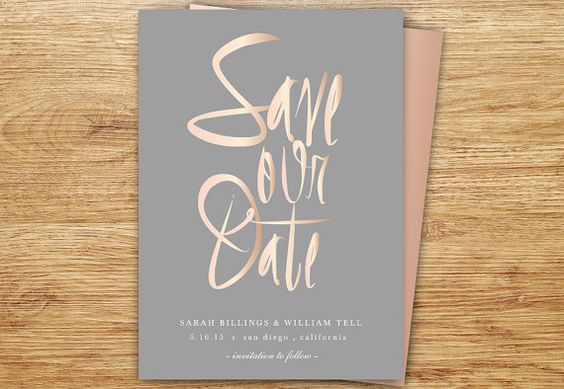 Save
our
Date
SARAH BILLINGS & WILLIAM TELL
5.16.15 : san diego , california
- invitation to follow -